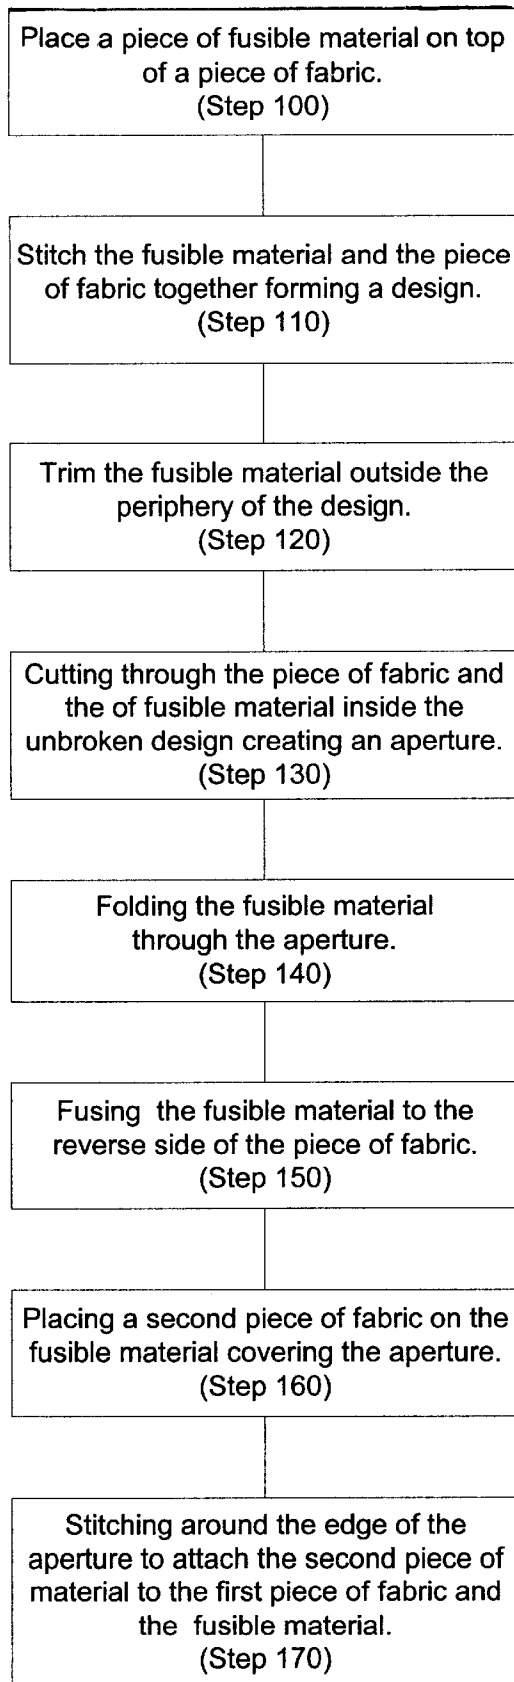 Place a piece of fusible material on top
of a piece of fabric.
(Step 100)
Stitch the fusible material and the piece
of fabric together forming a design.
(Step 110)
Trim the fusible material outside the
periphery of the design.
(Step 120)
Cutting through the piece of fabric and
the of fusible material inside the
unbroken design creating an aperture.
(Step 130)
Folding the fusible material
through the aperture.
(Step 140)
Fusing the fusible material to the
reverse side of the piece of fabric.
(Step 150)
Placing a second piece of fabric on the
fusible material covering the aperture.
(Step 160)
Stitching around the edge of the
aperture to attach the second piece of
material to the first piece of fabric and
the fusible material.
(Step 170)